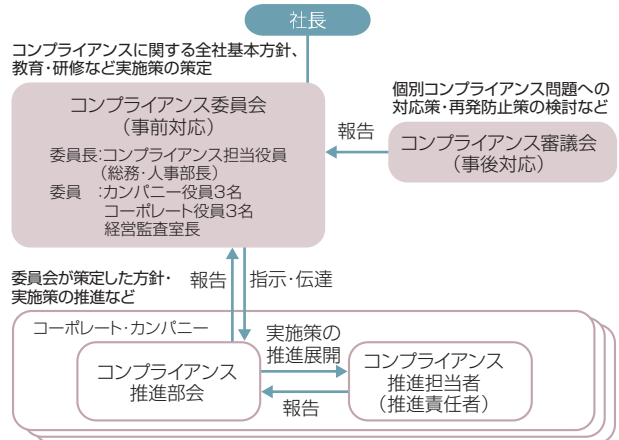 社長
コンプライアンスに関する全社基本方針、
教育・研修など実施策の策定
コンプライアンス委員会
（事前対応）
委員長:コンプライアンス担当役員
（総務・人事部長）
委員　:カンパニー役員3名
コーポレート役員3名
経営監査室長
個別コンプライアンス問題への
対応策・再発防止策の検討など
報告
コンプライアンス審議会
（事後対応）
委員会が策定した方針・
実施策の推進など
報告
指示・伝達
コーポレート・カンパニー
コンプライアンス
推進部会
実施策の
推進展開
報告
コンプライアンス
推進担当者
（推進責任者）